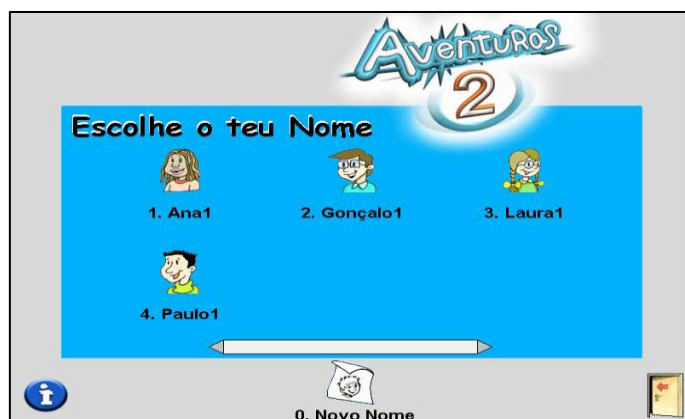 AVENTURAS
2
Escolhe o teu Nome
1. Ana1 2. Gonçalo1 3. Laura1
4. Paulo1
i
0. Novo Nome